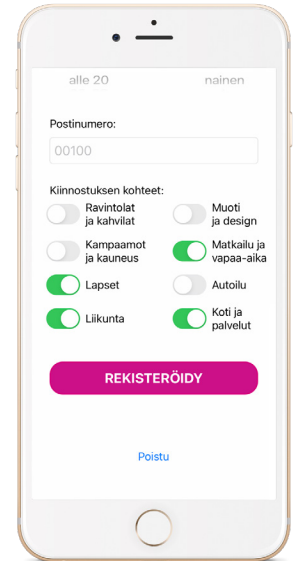 alle 20 nainen
Postinumero:
00100
Kiinnostuksen kohteet:
Ravintolat
ja kahvilat
Muoti
ja design
Kampaamot
ja kauneus
Matkailu ja
vapaa-aika
Lapset
Autoilu
Liikunta
Koti ja
palvelut
REKISTERÖIDY
Poistu